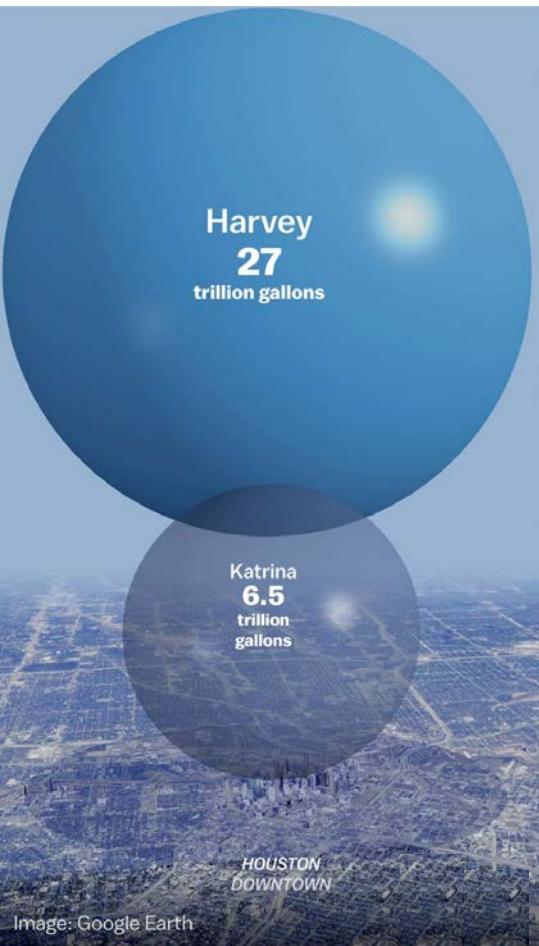 Harvey
27
trillion gallons
Katrina
6.5
trillion
gallons
HOUSTON
DOWNTOWN
Image: Google Earth